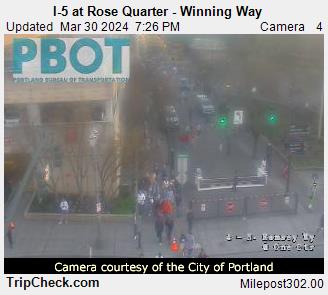 I-5 at Rose Quarter - Winning Way
Updated Mar 30 2024 7:26 PM Camera 4
PBOT
PORTLAND BUREAU OF TRANSPORTATION
Camera courtesy of the City of Portland
TripCheck.com Milepost302.00